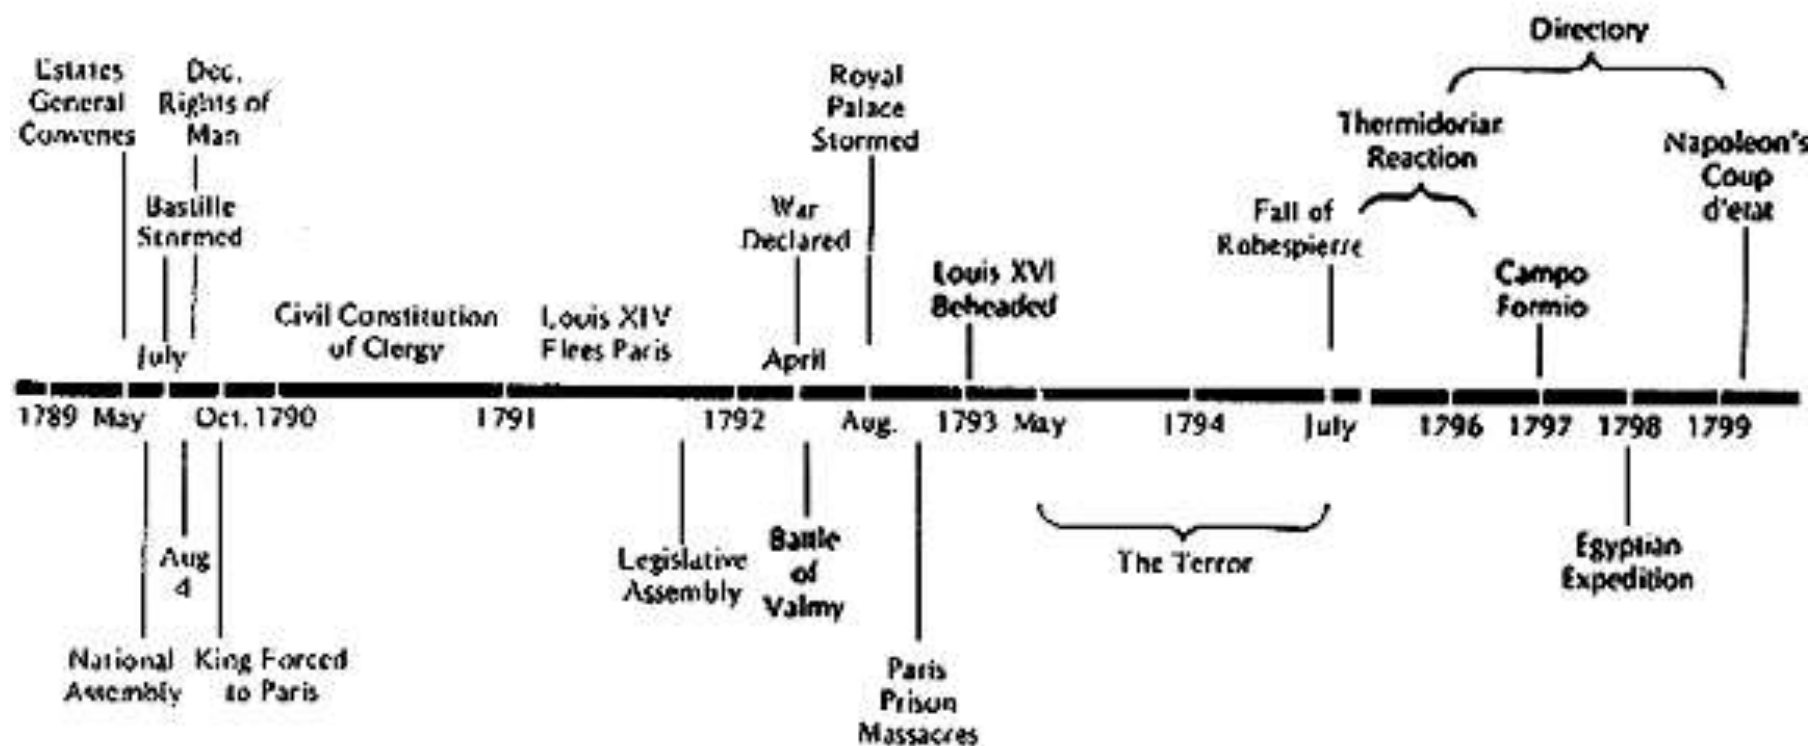 Estates
General
Convenes
Dec.
Rights of
Man
Bastille
Stormed
July
Civil Constitution
of Clergy
Louis XIV
Flees Paris
War
Declared
April
Royal
Palace
Stormed
Louis XVI
Beheaded
Fall of
Robespierre
Thermidorian
Reaction
Directory
Campo
Formio
Napoleon's
Coup
d'etat
1789 May Oct. 1790 1791 1792 Aug. 1793 May 1794 July 1796 1797 1798 1799
Aug
4
National
Assembly
King Forced
to Paris
Legislative
Assembly
Battle
of
Valmy
Paris
Prison
Massacres
The Terror
Egyptian
Expedition